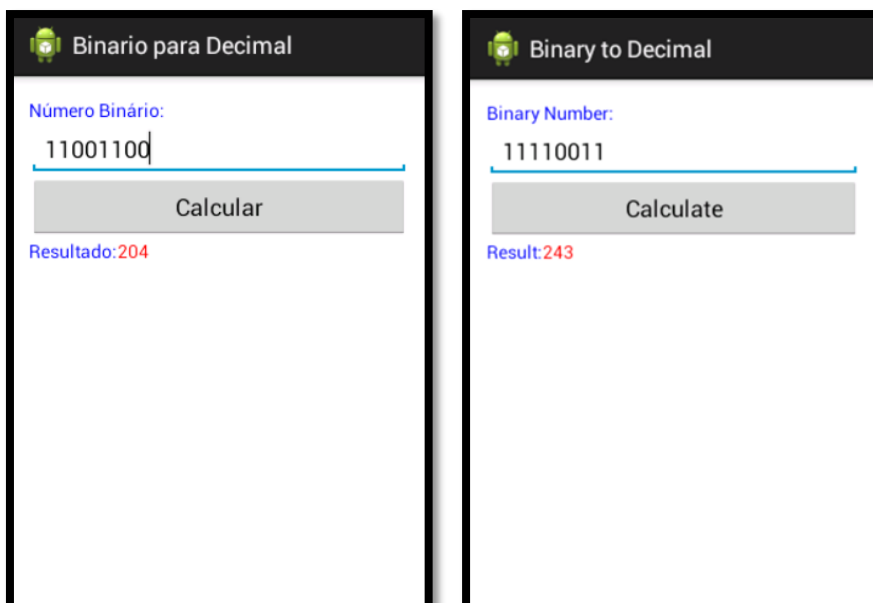 Binario para Decimal
Número Binário:
11001100
Calcular
Resultado:204
Binary to Decimal
Binary Number:
11110011
Calculate
Result:243